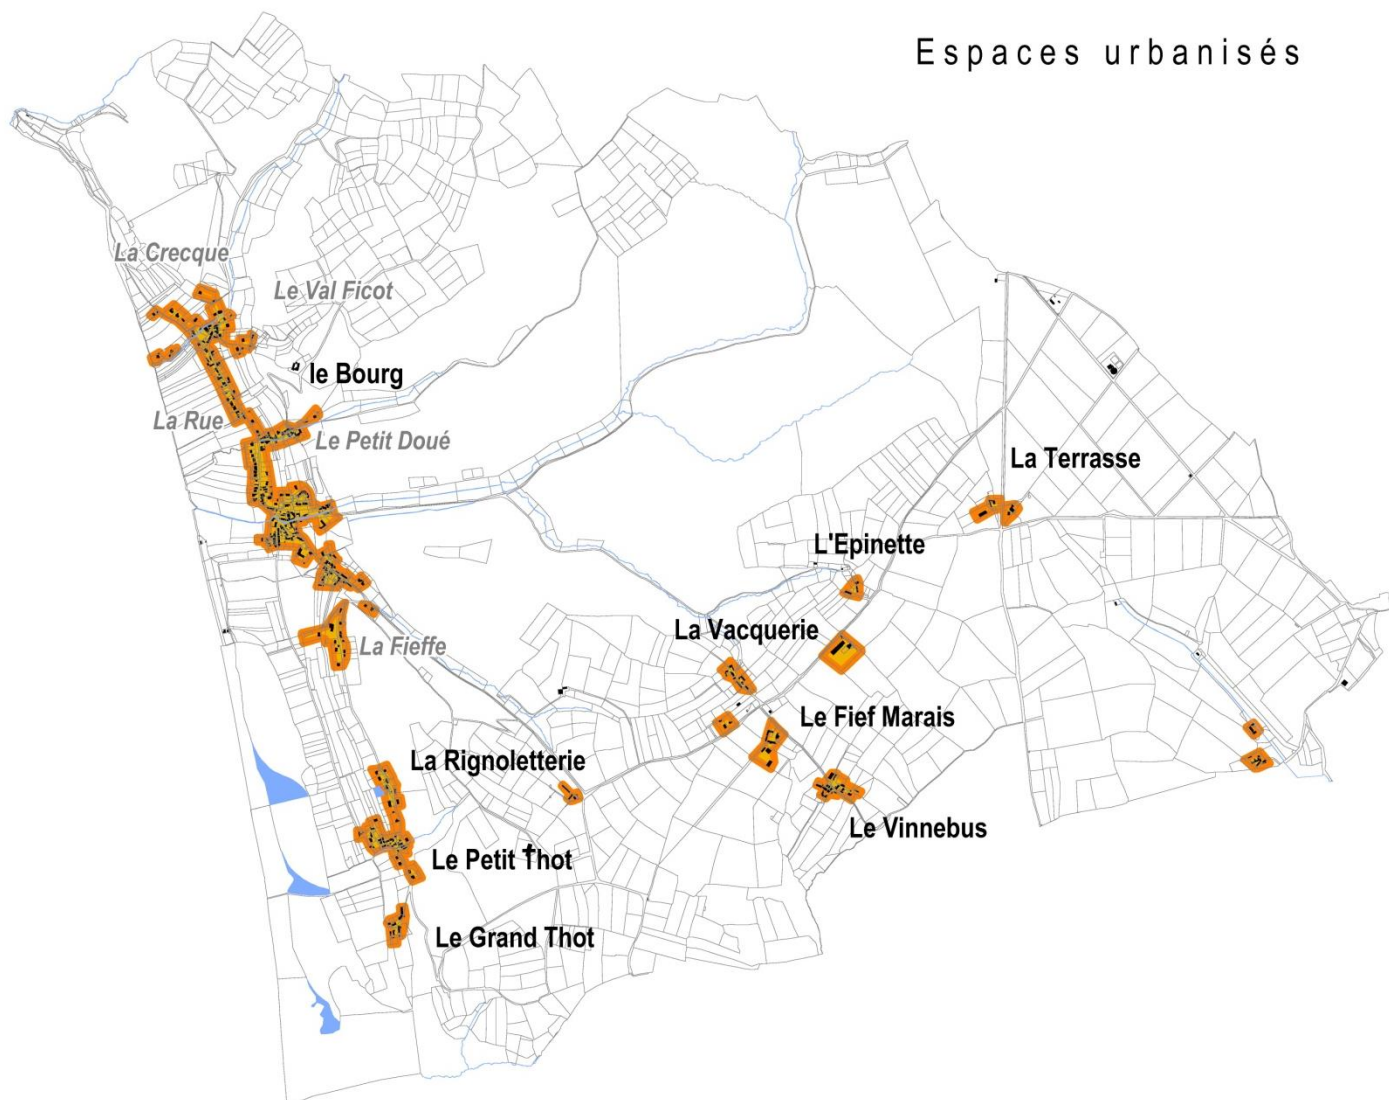 Espaces urbanisés
La Crecque
Le Val Ficot
le Bourg
La Rue
Le Petit Doué
La Terrasse
L'Epinette
La Vacquerie
La Fieffe
Le Fief Marais
La Rignoletterie
Le Vinnebus
Le Petit Thot
Le Grand Thot